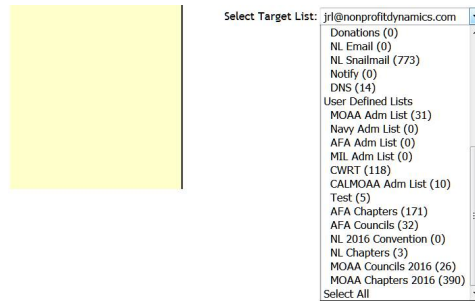 Select Target List: jrl@nonprofitdynamics.com
Donations (0)
NL Email (0)
NL Snailmail (773)
Notify (0)
DNS (14)
User Defined Lists
MOAA Adm List (31)
Navy Adm List (0)
AFA Adm List (0)
MIL Adm List (0)
CWRT (118)
CALMOAA Adm List (10)
Test (5)
AFA Chapters (171)
AFA Councils (32)
NL 2016 Convention (0)
NL Chapters (3)
MOAA Councils 2016 (26)
MOAA Chapters 2016 (390)
Select All